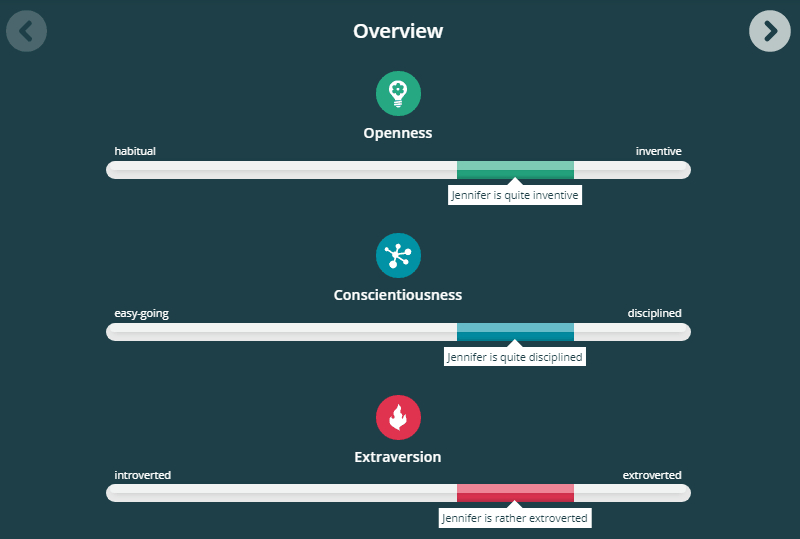 Overview
Openness
habitual
inventive
Jennifer is quite inventive
Conscientiousness
easy-going
disciplined
Jennifer is quite disciplined
Extraversion
introverted
extroverted
Jennifer is rather extroverted